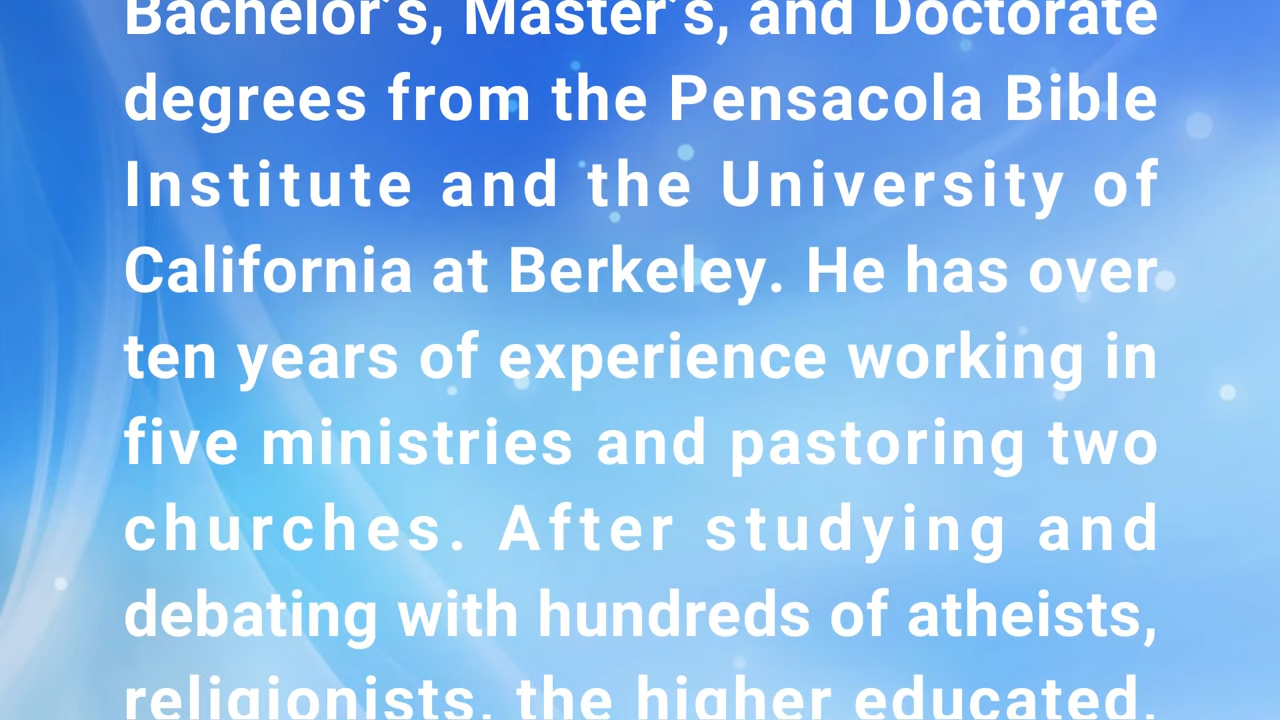 Bachelor's, Master's, and Doctorate
degrees from the Pensacola Bible
Institute and the University of
California at Berkeley. He has over
ten years of experience working in
five ministries and pastoring two
churches. After studying and
debating with hundreds of atheists,
religionists, the higher educated,